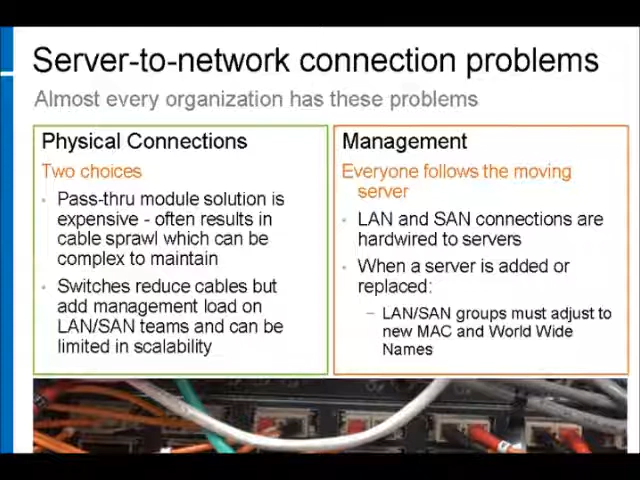 Server-to-network connection problems
Almost every organization has these problems
Physical Connections
Two choices
• Pass-thru module solution is
expensive - often results in
cable sprawl which can be
complex to maintain
• Switches reduce cables but
add management load on
LAN/SAN teams and can be
limited in scalability
Management
Everyone follows the moving
server
• LAN and SAN connections are
hardwired to servers
• When a server is added or
replaced:
– LAN/SAN groups must adjust to
new MAC and World Wide
Names